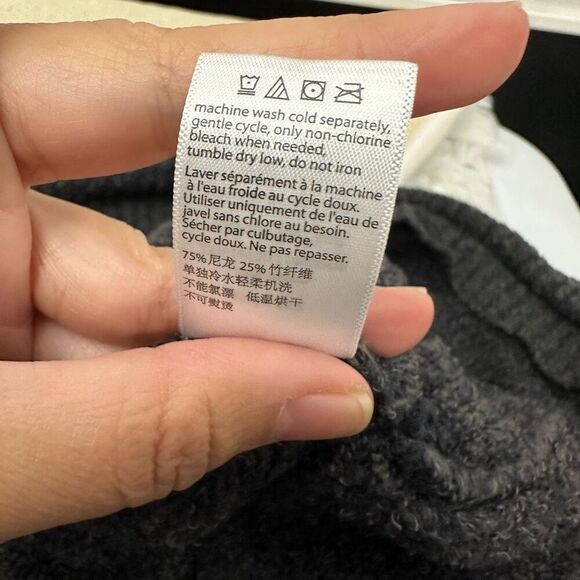 machine wash cold separately,
gentle cycle, only non-chlorine
bleach when needed,
tumble dry low, do not iron
Laver séparément à la machine
à l'eau froide au cycle doux.
Utiliser uniquement de l'eau de
javel sans chlore au besoin.
Sécher par culbutage,
cycle doux. Ne pas repasser.
75%尼龙 25%竹纤维
单独冷水轻柔机洗
不能氯漂 低温烘干
不可熨烫